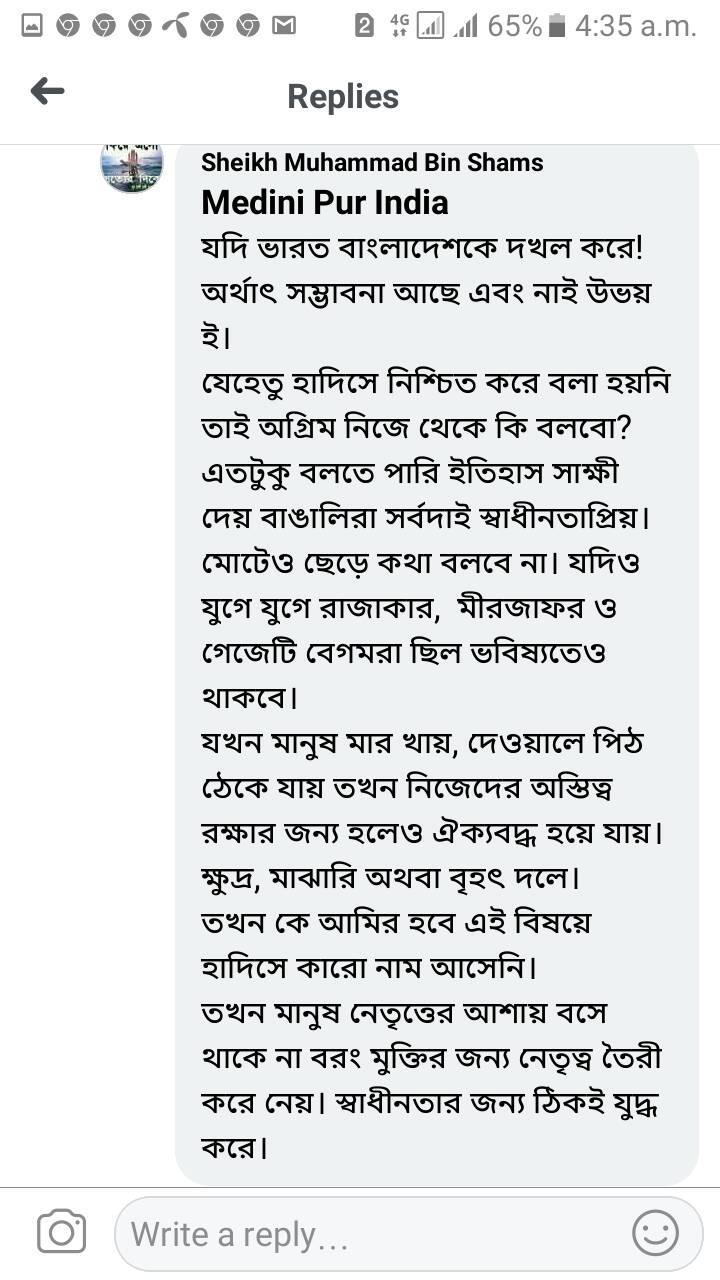 2 4G 65% 4:35 a.m.
Replies
Sheikh Muhammad Bin Shams
Medini Pur India
যদি ভারত বাংলাদেশকে দখল করে!
অর্থাৎ সম্ভাবনা আছে এবং নাই উভয়
ই।
যেহেতু হাদিসে নিশ্চিত করে বলা হয়নি
তাই অগ্রিম নিজে থেকে কি বলবো?
এতটুকু বলতে পারি ইতিহাস সাক্ষী
দেয় বাঙালিরা সর্বদাই স্বাধীনতাপ্রিয়।
মোটেও ছেড়ে কথা বলবে না। যদিও
যুগে যুগে রাজাকার, মীরজাফর ও
গেজেটি বেগমরা ছিল ভবিষ্যতেও
থাকবে।
যখন মানুষ মার খায়, দেওয়ালে পিঠ
ঠেকে যায় তখন নিজেদের অস্তিত্ব
রক্ষার জন্য হলেও ঐক্যবদ্ধ হয়ে যায়।
ক্ষুদ্র, মাঝারি অথবা বৃহৎ দলে।
তখন কে আমির হবে এই বিষয়ে
হাদিসে কারো নাম আসেনি।
তখন মানুষ নেতৃত্তের আশায় বসে
থাকে না বরং মুক্তির জন্য নেতৃত্ব তৈরী
করে নেয়। স্বাধীনতার জন্য ঠিকই যুদ্ধ
করে।
Write a reply...